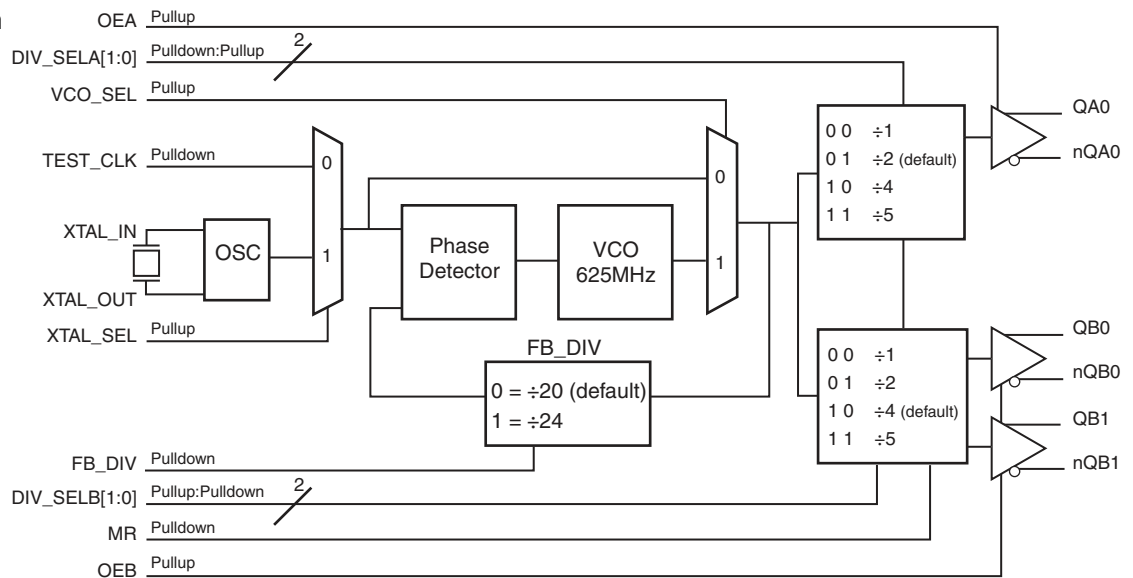 OEA Pullup
DIV_SELA[1:0] Pulldown:Pullup 2
VCO_SEL Pullup
TEST_CLK Pulldown
XTAL_IN
OSC
XTAL_OUT
XTAL_SEL Pullup
0
1
Phase
Detector
VCO
625MHz
0
1
FB_DIV
0 = ÷20 (default)
1 = ÷24
0 0 ÷1
0 1 ÷2 (default)
1 0 ÷4
1 1 ÷5
QA0
nQA0
0 0 ÷1
0 1 ÷2
1 0 ÷4 (default)
1 1 ÷5
QB0
nQB0
QB1
nQB1
FB_DIV Pulldown
DIV_SELB[1:0] Pullup:Pulldown 2
MR Pulldown
OEB Pullup